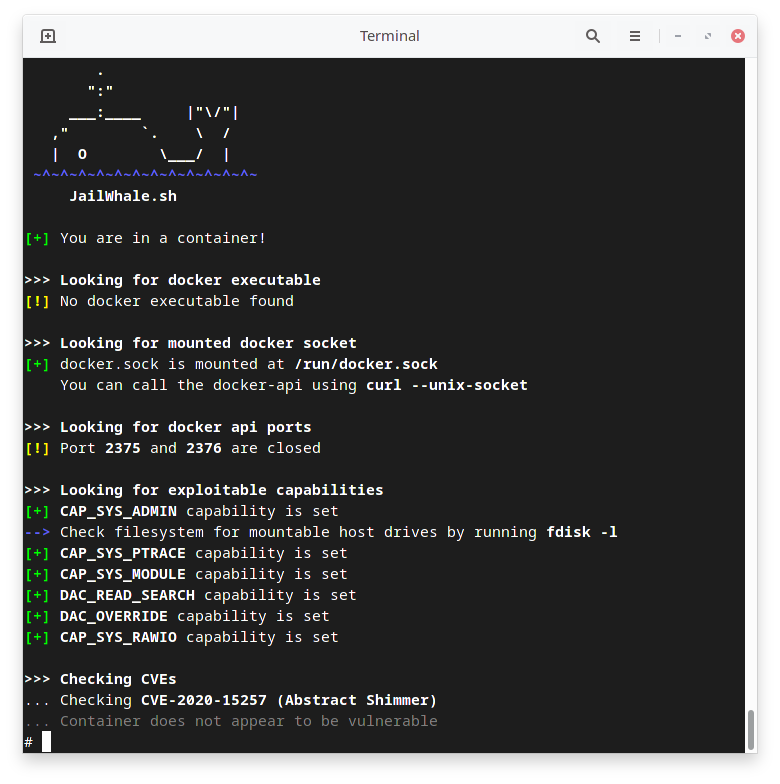 Terminal
.
":"
___:____     |"\/"|
,"        `.    \  /
|  O        \___/  |
~^~^~^~^~^~^~^~^~^~^~^~^~
JailWhale.sh
[+] You are in a container!
>>> Looking for docker executable
[!] No docker executable found
>>> Looking for mounted docker socket
[+] docker.sock is mounted at /run/docker.sock
You can call the docker-api using curl --unix-socket
>>> Looking for docker api ports
[!] Port 2375 and 2376 are closed
>>> Looking for exploitable capabilities
[+] CAP_SYS_ADMIN capability is set
--> Check filesystem for mountable host drives by running fdisk -l
[+] CAP_SYS_PTRACE capability is set
[+] CAP_SYS_MODULE capability is set
[+] DAC_READ_SEARCH capability is set
[+] DAC_OVERRIDE capability is set
[+] CAP_SYS_RAWIO capability is set
>>> Checking CVEs
... Checking CVE-2020-15257 (Abstract Shimmer)
... Container does not appear to be vulnerable
#